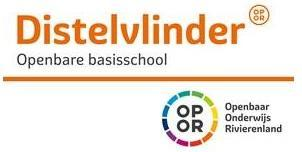 Distelvlinder
OP
OR
Openbare basisschool
OP
OR
Openbaar
Onderwijs
Rivierenland